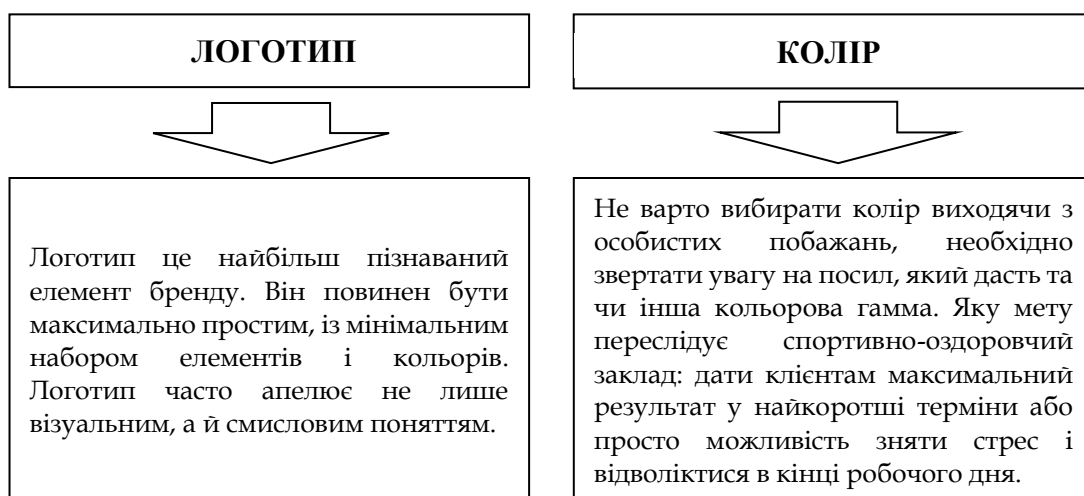 ЛОГОТИП
Логотип це найбільш пізнаваний
елемент бренду. Він повинен бути
максимально простим, із мінімальним
набором елементів і кольорів.
Логотип часто апелює не лише
візуальним, а й смисловим поняттям.
КОЛІР
Не варто вибирати колір виходячи з
особистих побажань, необхідно
звертати увагу на посил, який дасть та
чи інша кольорова гамма. Яку мету
переслідує спортивно-оздоровчий
заклад: дати клієнтам максимальний
результат у найкоротші терміни або
просто можливість зняти стрес і
відволіктися в кінці робочого дня.